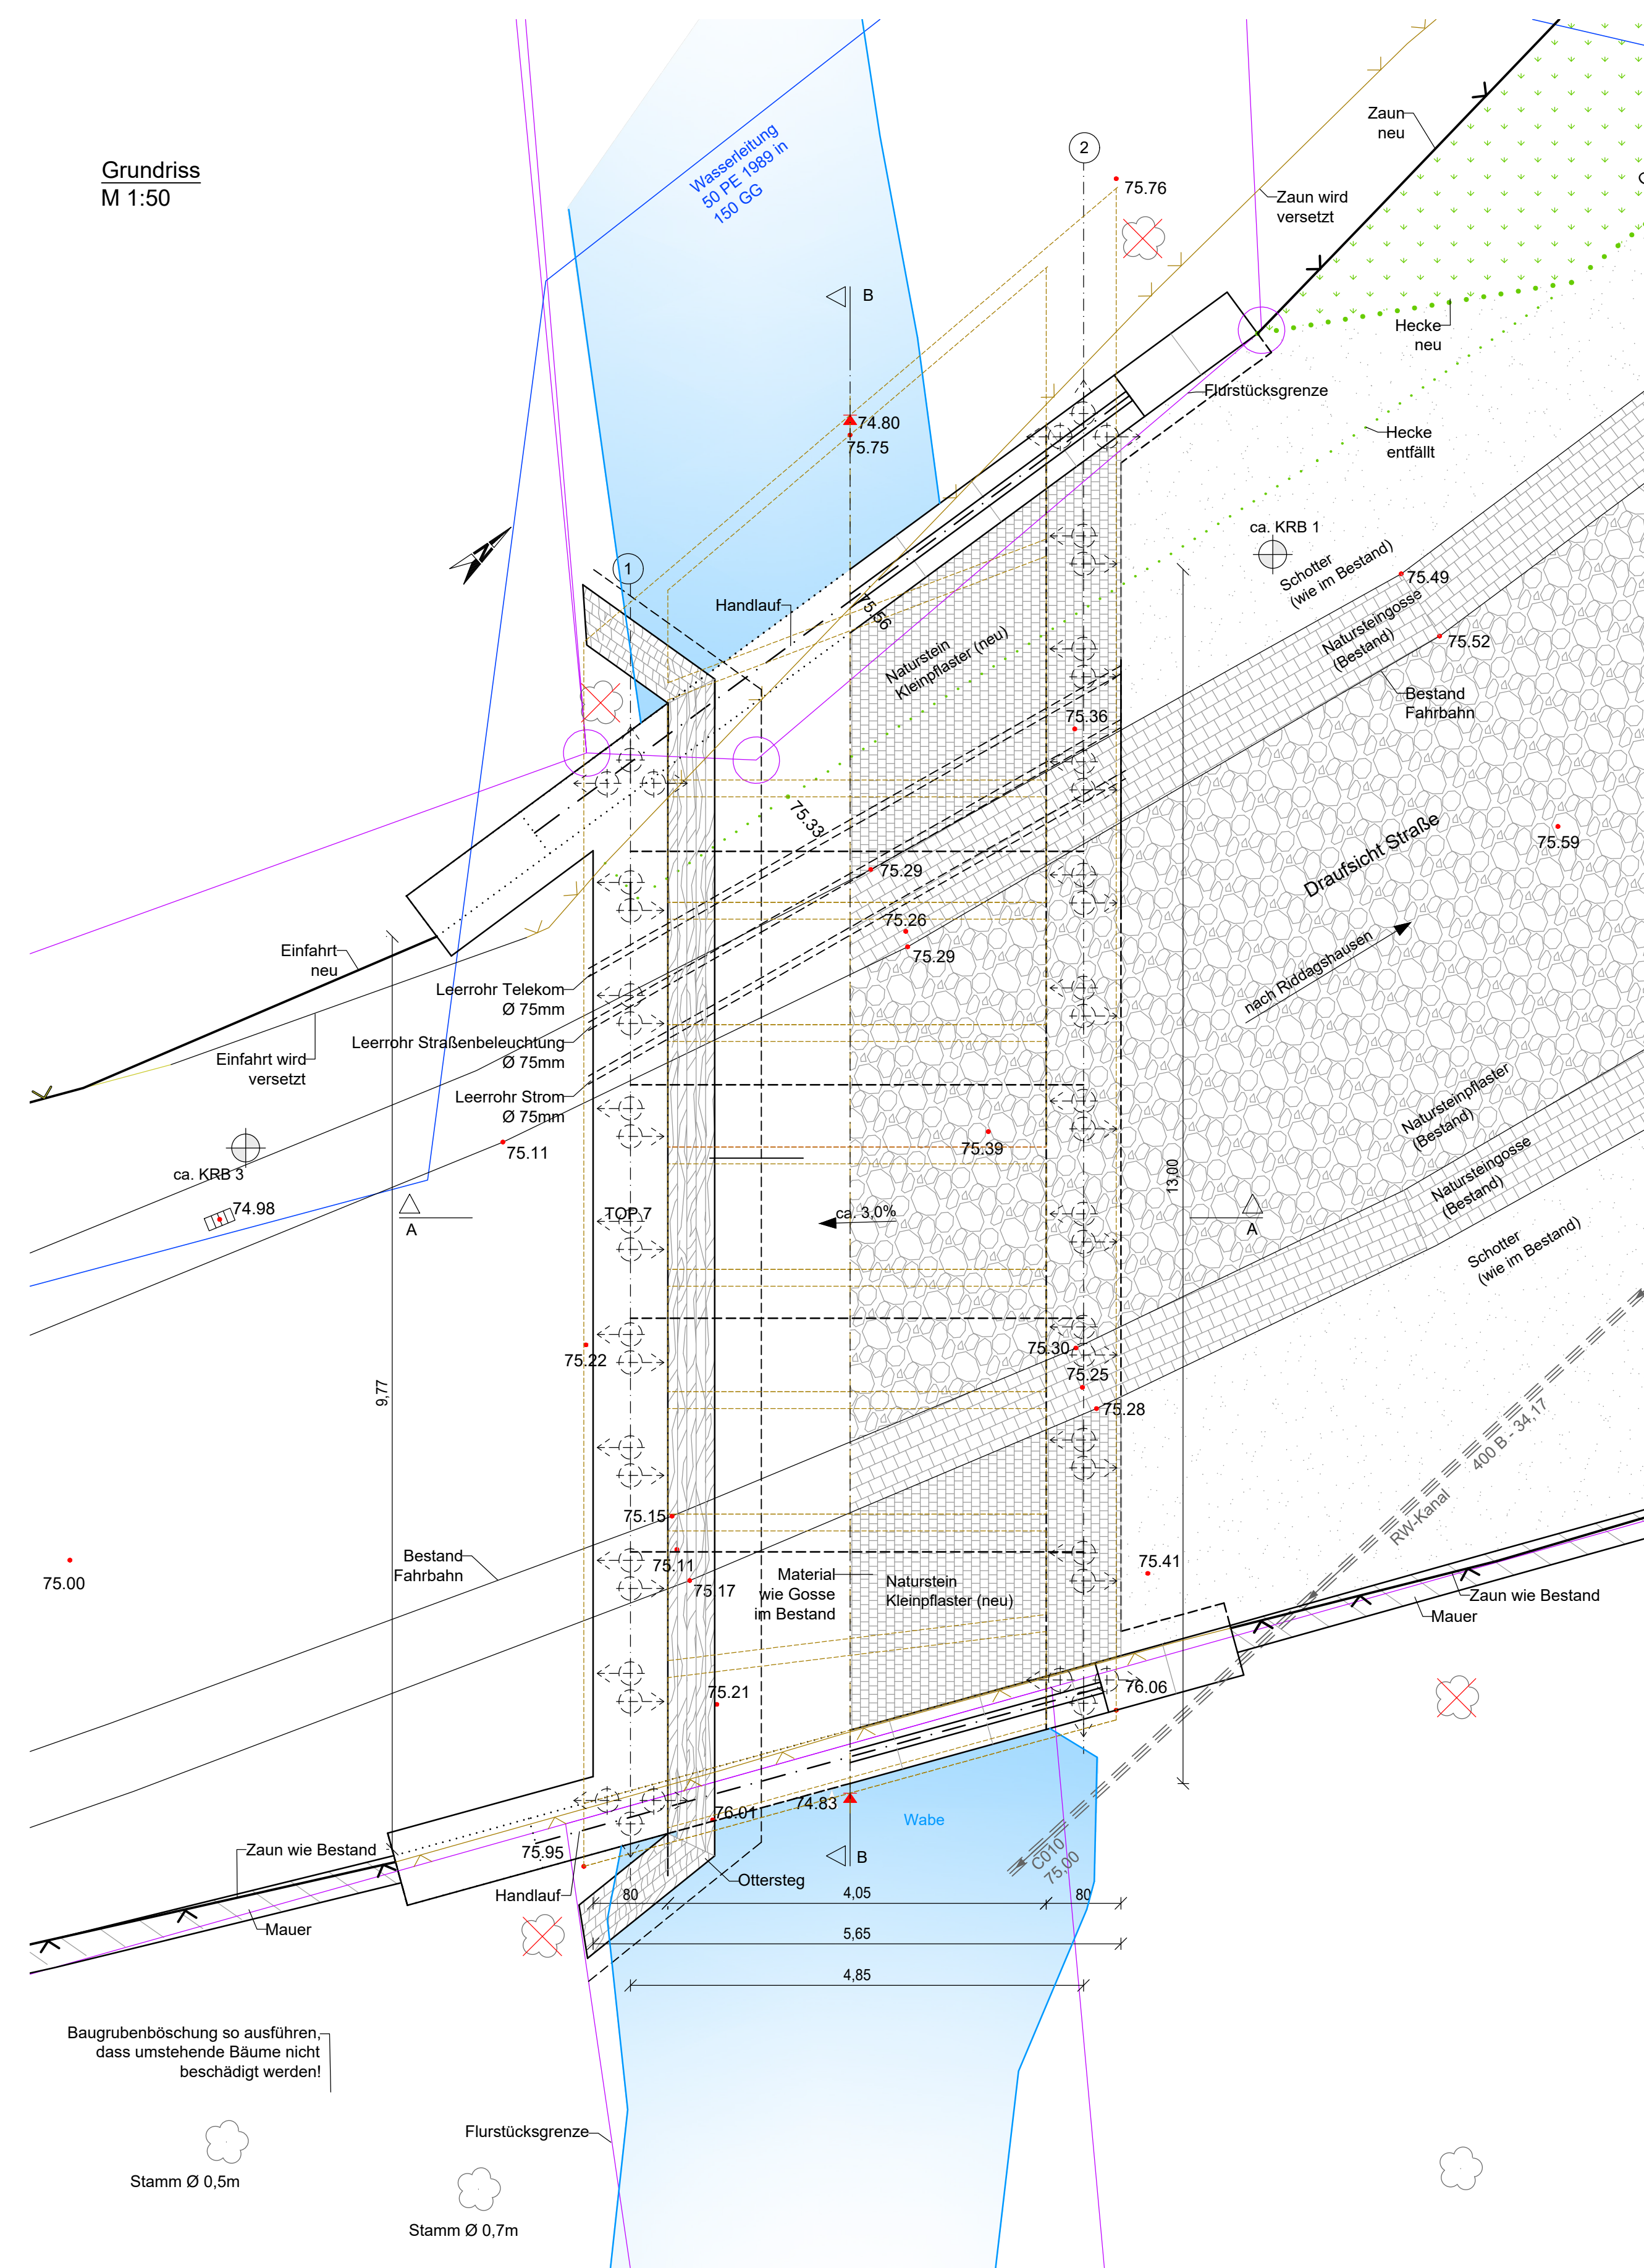 Grundriss
M 1:50
Wasserleitung
50 PE 1989 in
150 GG
2
75.76
Zaun
neu
Zaun wird
versetzt
B
Hecke
neu
Flurstücksgrenze
74.80
75.75
Hecke
entfällt
N
1
Handlauf
75.56
ca. KRB 1
Schotter
(wie im Bestand)
75.49
Natursteingosse
(Bestand)
75.52
Naturstein
Kleinpflaster (neu)
Bestand
Fahrbahn
75.36
75.33
75.29
75.26
75.29
Draufsicht Straße
75.59
nach Riddagshausen
Einfahrt
neu
Leerrohr Telekom
Ø 75mm
Leerrohr Straßenbeleuchtung
Ø 75mm
Einfahrt wird
versetzt
Leerrohr Strom
Ø 75mm
75.11
75.39
Natursteinpflaster
(Bestand)
Natursteingosse
(Bestand)
13,00
ca. KRB 3
74.98
A
TOP 7
ca. 3,0%
A
Schotter
(wie im Bestand)
75.22
75.30
75.25
75.28
9,77
400 B - 34,17
RW-Kanal
75.15
75.11
75.17
75.00
Bestand
Fahrbahn
Material
wie Gosse
im Bestand
Naturstein
Kleinpflaster (neu)
75.41
Zaun wie Bestand
Mauer
75.21
76.06
76.01
74.83
Wabe
75.95
Zaun wie Bestand
B
C010
75,00
Ottersteg
Handlauf
80
4,05
80
Mauer
5,65
4,85
Baugrubenböschung so ausführen,
dass umstehende Bäume nicht
beschädigt werden!
Flurstücksgrenze
Stamm Ø 0,5m
Stamm Ø 0,7m